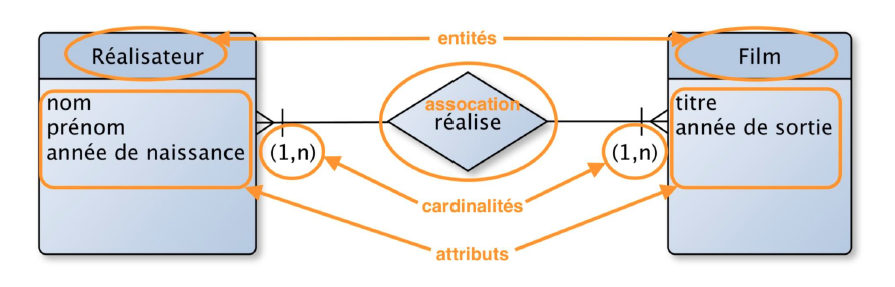 entités
Réalisateur
Film
nom
prénom
année de naissance
assocation
réalise
titre
année de sortie
(1,n)
(1,n)
cardinalités
attributs